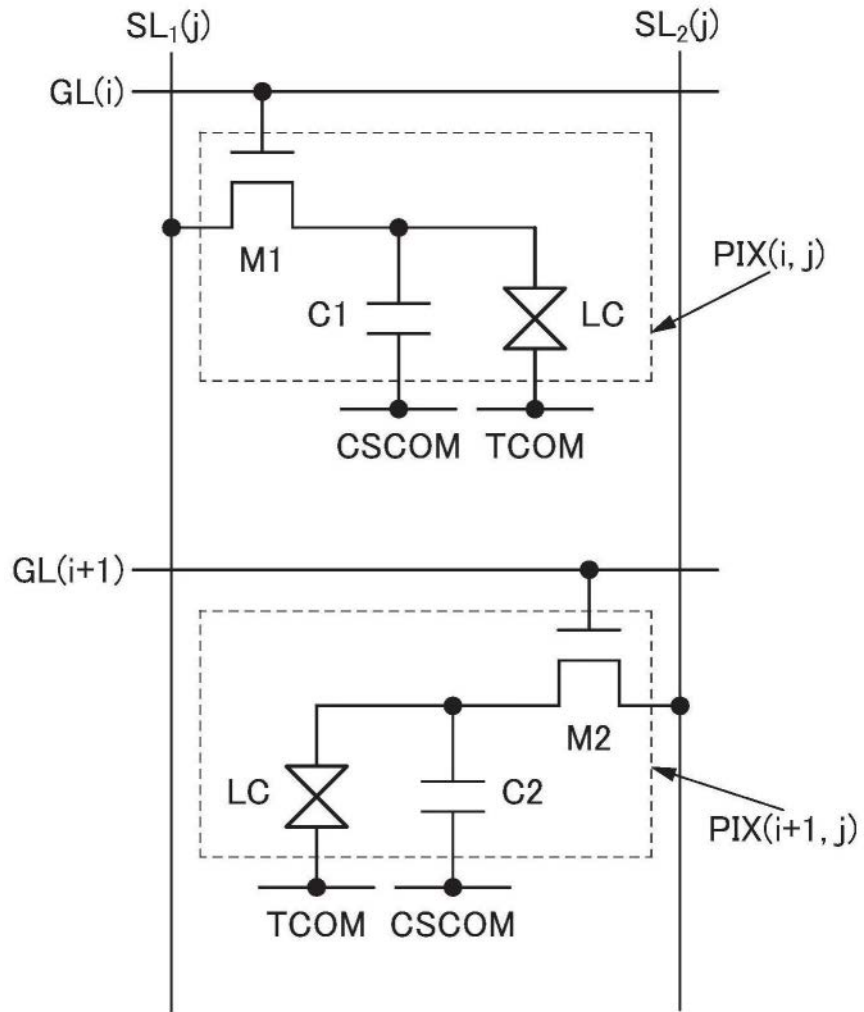 SL₁(j)
SL₂(j)
GL(i)
M1
PIX(i, j)
C1
LC
CSCOM
TCOM
GL(i+1)
M2
LC
C2
PIX(i+1, j)
TCOM
CSCOM